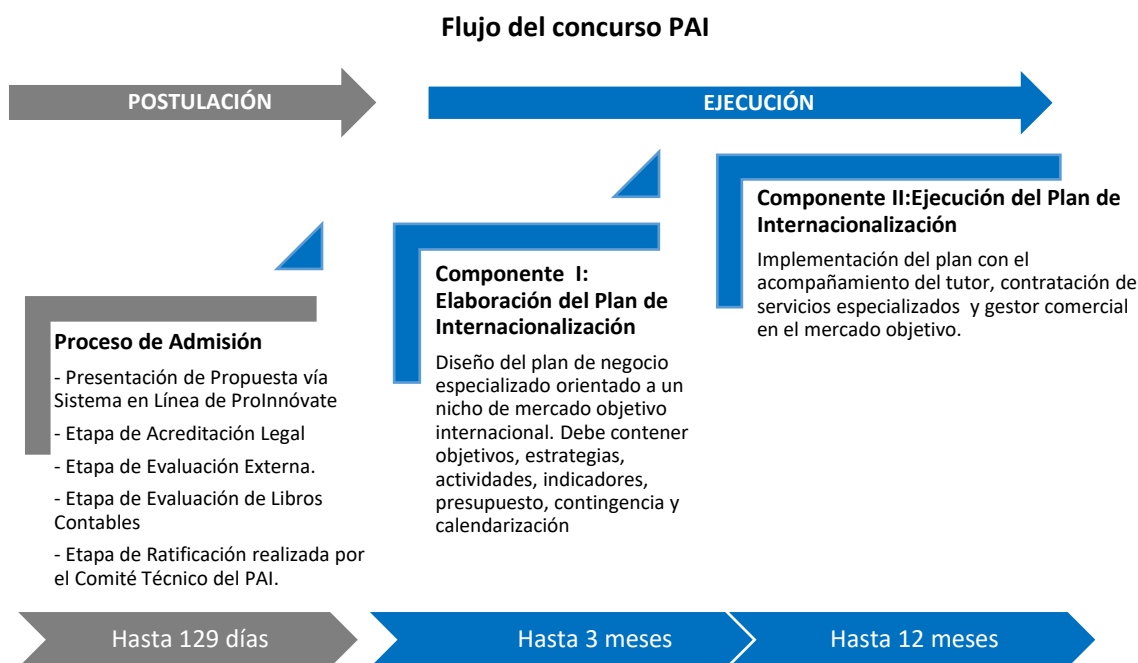 Flujo del concurso PAI
POSTULACIÓN
EJECUCIÓN
Proceso de Admisión
- Presentación de Propuesta vía
Sistema en Línea de ProInnóvate
- Etapa de Acreditación Legal
- Etapa de Evaluación Externa.
- Etapa de Evaluación de Libros
Contables
- Etapa de Ratificación realizada por
el Comité Técnico del PAI.
Componente I:
Elaboración del Plan de
Internacionalización
Diseño del plan de negocio
especializado orientado a un
nicho de mercado objetivo
internacional. Debe contener
objetivos, estrategias,
actividades, indicadores,
presupuesto, contingencia y
calendarización
Componente II:Ejecución del Plan de
Internacionalización
Implementación del plan con el
acompañamiento del tutor, contratación de
servicios especializados y gestor comercial
en el mercado objetivo.
Hasta 129 días
Hasta 3 meses
Hasta 12 meses